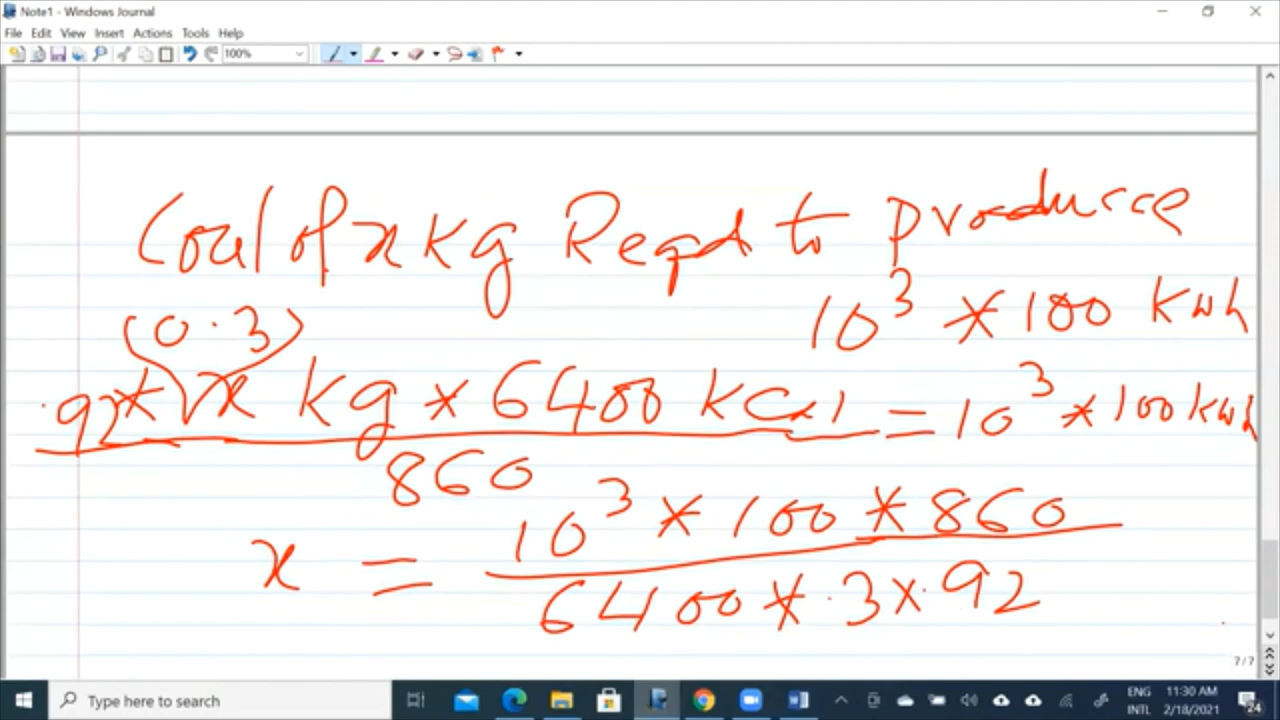 Note1 - Windows Journal
File Edit View Insert Actions Tools Help
100%
Coal of x kg Reqd to produce
10³ * 100 kwh
(0.3)
.92 * x kg * 6400 kCal = 10³ * 100 kwh
860
x = 10³ * 100 * 860
6400 * .3 x .92
7 / 7
Type here to search
ENG 11:30 AM
INTL 2/18/2021
24